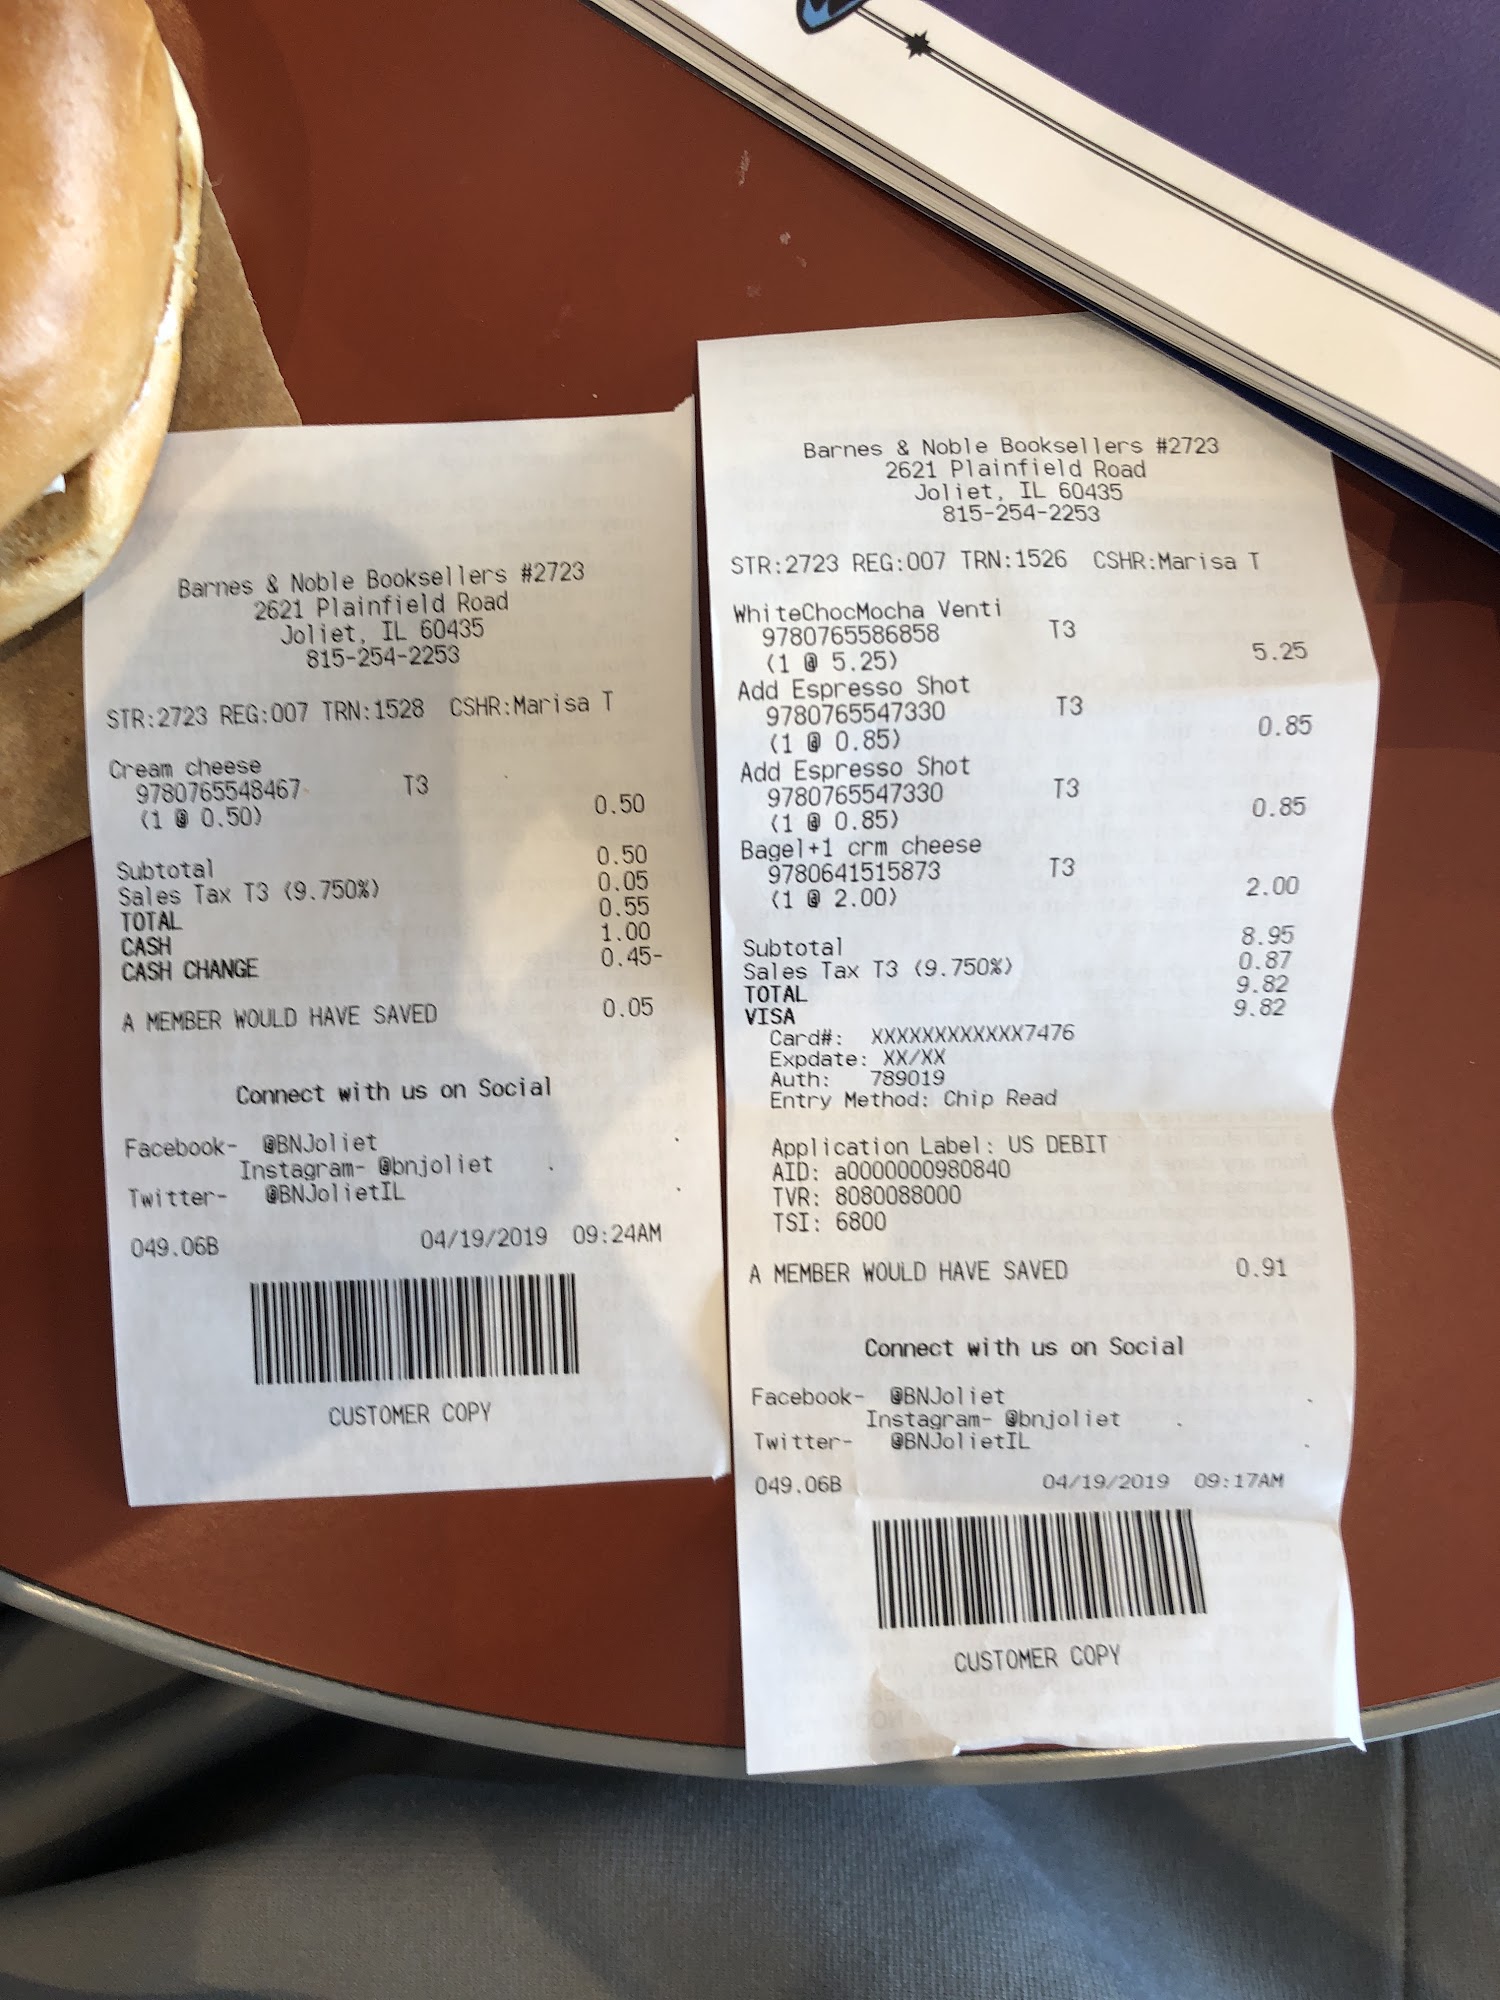 Barnes & Noble Booksellers #2723
2621 Plainfield Road
Joliet, IL 60435
815-254-2253
STR:2723 REG:007 TRN:1528 CSHR:Marisa T
Cream cheese
9780765548467 T3
(1 @ 0.50) 0.50
Subtotal 0.50
Sales Tax T3 (9.750%) 0.05
TOTAL 0.55
CASH 1.00
CASH CHANGE 0.45-
A MEMBER WOULD HAVE SAVED 0.05
Connect with us on Social
Facebook- @BNJoliet
Instagram- @bnjoliet
Twitter- @BNJolietIL
049.06B 04/19/2019 09:24AM
CUSTOMER COPY
Barnes & Noble Booksellers #2723
2621 Plainfield Road
Joliet, IL 60435
815-254-2253
STR:2723 REG:007 TRN:1526 CSHR:Marisa T
WhiteChocMocha Venti
9780765586858 T3
(1 @ 5.25) 5.25
Add Espresso Shot
9780765547330 T3
(1 @ 0.85) 0.85
Add Espresso Shot
9780765547330 T3
(1 @ 0.85) 0.85
Bagel+1 crm cheese
9780641515873 T3
(1 @ 2.00) 2.00
Subtotal 8.95
Sales Tax T3 (9.750%) 0.87
TOTAL 9.82
VISA 9.82
Card#: XXXXXXXXXXXX7476
Expdate: XX/XX
Auth: 789019
Entry Method: Chip Read
Application Label: US DEBIT
AID: a0000000980840
TVR: 8080088000
TSI: 6800
A MEMBER WOULD HAVE SAVED 0.91
Connect with us on Social
Facebook- @BNJoliet
Instagram- @bnjoliet
Twitter- @BNJolietIL
049.06B 04/19/2019 09:17AM
CUSTOMER COPY